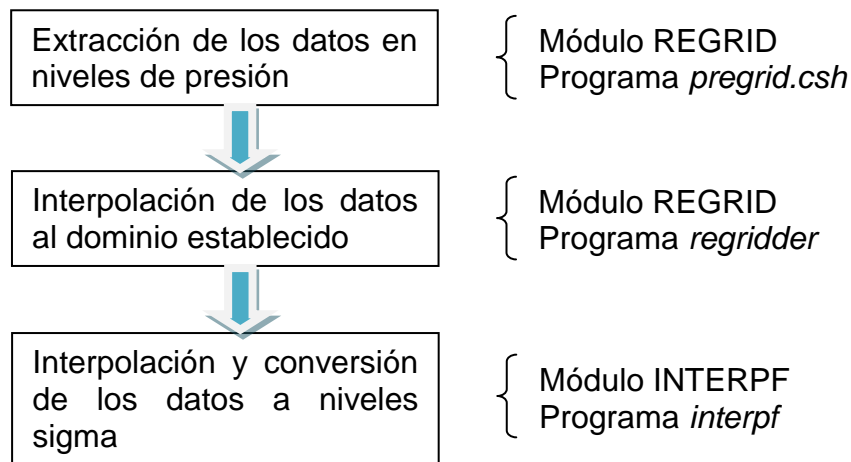 Extracción de los datos en
niveles de presión
Módulo REGRID
Programa pregrid.csh
Interpolación de los datos
al dominio establecido
Módulo REGRID
Programa regridder
Interpolación y conversión
de los datos a niveles
sigma
Módulo INTERPF
Programa interpf